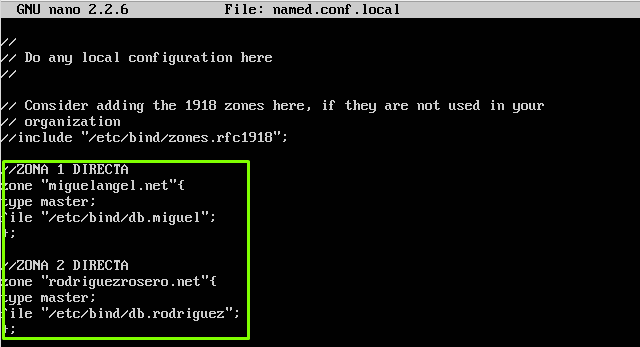 GNU nano 2.2.6 File: named.conf.local
//
// Do any local configuration here
//
// Consider adding the 1918 zones here, if they are not used in your
// organization
//include "/etc/bind/zones.rfc1918";
//ZONA 1 DIRECTA
zone "miguelangel.net"{
type master;
file "/etc/bind/db.miguel";
};
//ZONA 2 DIRECTA
zone "rodriguezrosero.net"{
type master;
file "/etc/bind/db.rodriguez";
};